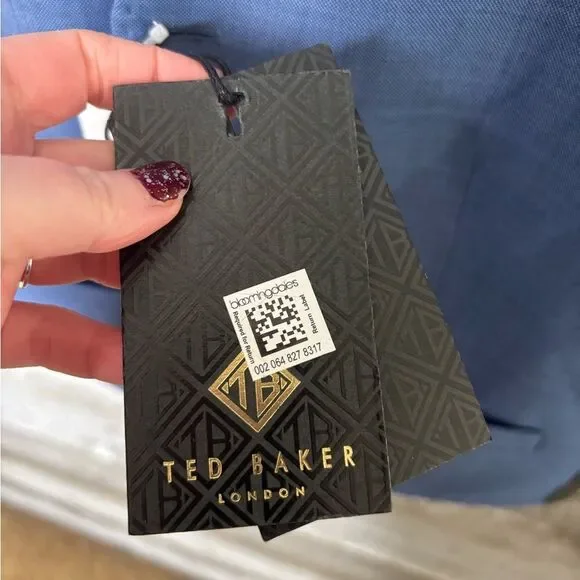 bloomingdales
Required for Return
Return Label
002 064 827 8317
TB
TED BAKER
LONDON